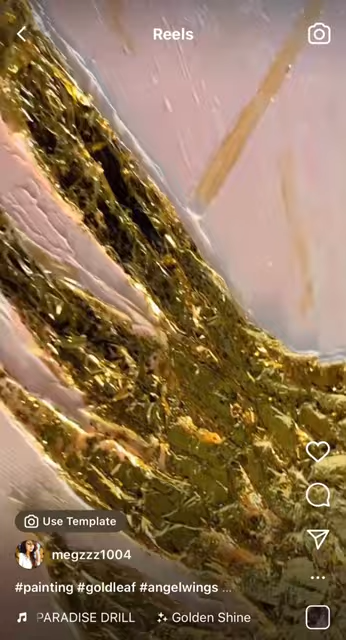 Reels
Use Template
megzzz1004
#painting #goldleaf #angelwings ...
PARADISE DRILL Golden Shine